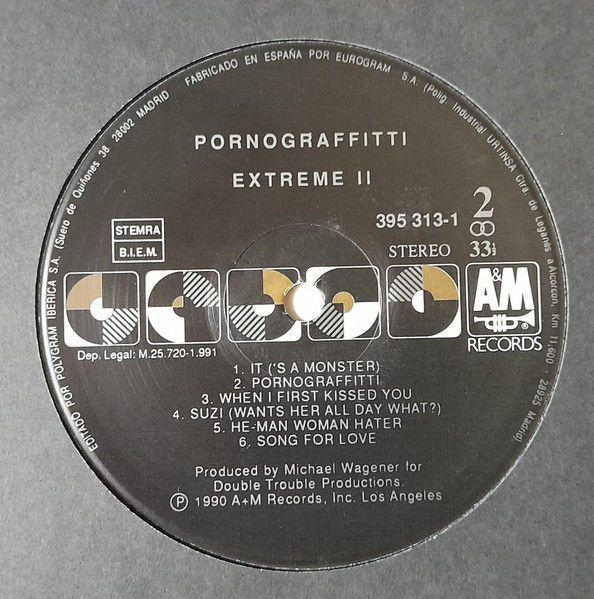 EDITADO POR POLYGRAM IBERICA S.A. (Suero de Quiñones 38 28002 MADRID FABRICADO EN ESPAÑA POR EUROGRAM S.A. (Polig. Industrial URTINSA Ctra. de Leganés a Alcorcon, Km 11,600 - 28925 Madrid)
PORNOGRAFFITTI
EXTREME II
395 313-1
2
STEMRA
B.I.E.M.
STEREO
33⅓
A&M
®
RECORDS
Dep. Legal: M.25.720-1.991
1. IT ('S A MONSTER)
2. PORNOGRAFFITTI
3. WHEN I FIRST KISSED YOU
4. SUZI (WANTS HER ALL DAY WHAT?)
5. HE-MAN WOMAN HATER
6. SONG FOR LOVE
Produced by Michael Wagener for
Double Trouble Productions.
Ⓟ 1990 A+M Records, Inc. Los Angeles